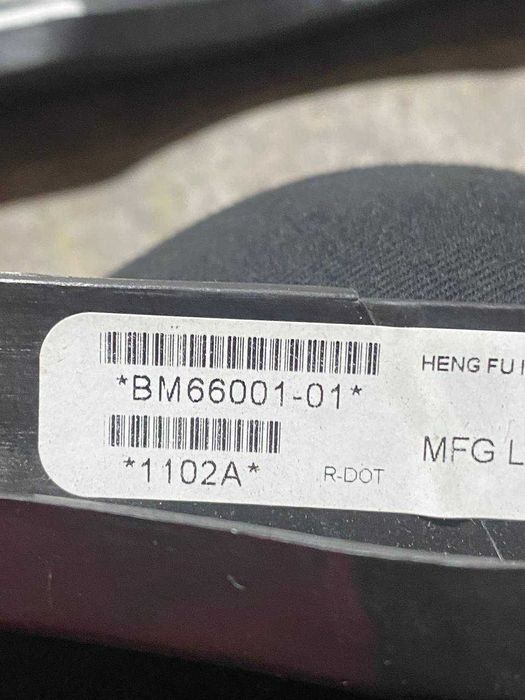 HENG FU
*BM66001-01*
MFG
*1102A*
R-DOT